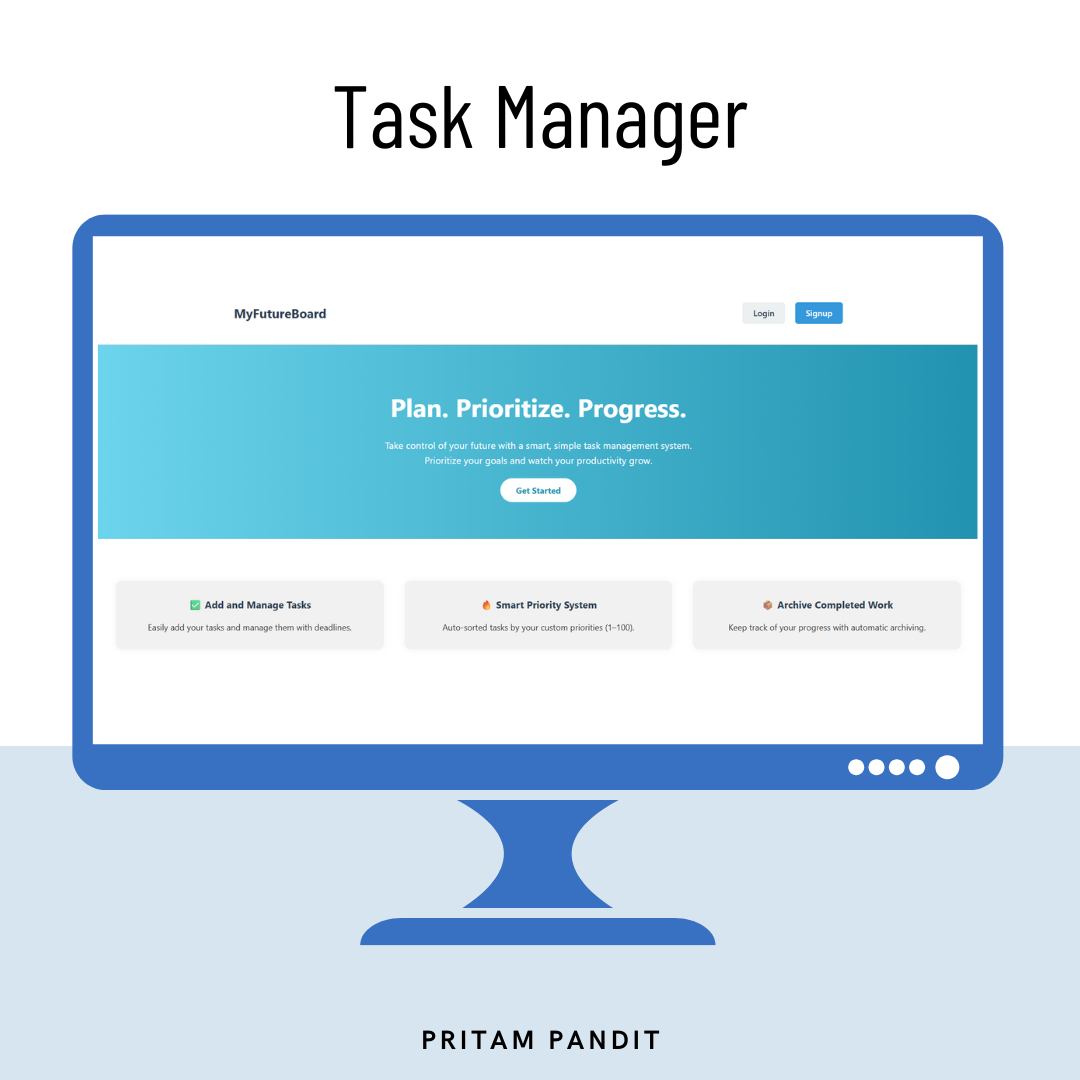 Task Manager
MyFutureBoard
Login
Signup
Plan. Prioritize. Progress.
Take control of your future with a smart, simple task management system.
Prioritize your goals and watch your productivity grow.
Get Started
✅ Add and Manage Tasks
Easily add your tasks and manage them with deadlines.
🔥 Smart Priority System
Auto-sorted tasks by your custom priorities (1–100).
📦 Archive Completed Work
Keep track of your progress with automatic archiving.
PRITAM PANDIT